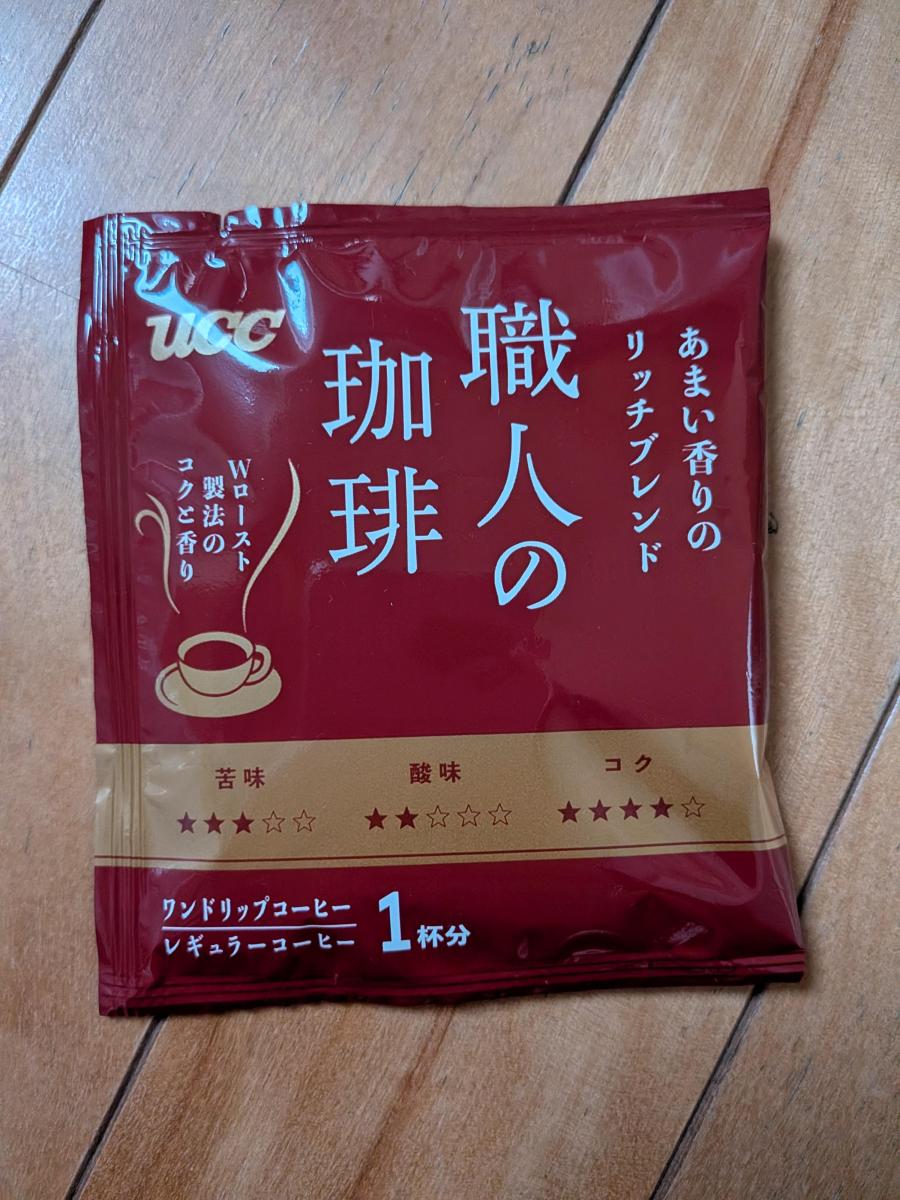 UCC
あまい香りの
リッチブレンド
職人の
珈琲
Wロースト
製法の
コクと香り
苦味
★★★☆☆
酸味
★★☆☆☆
コク
★★★★☆
ワンドリップコーヒー
レギュラーコーヒー
1杯分